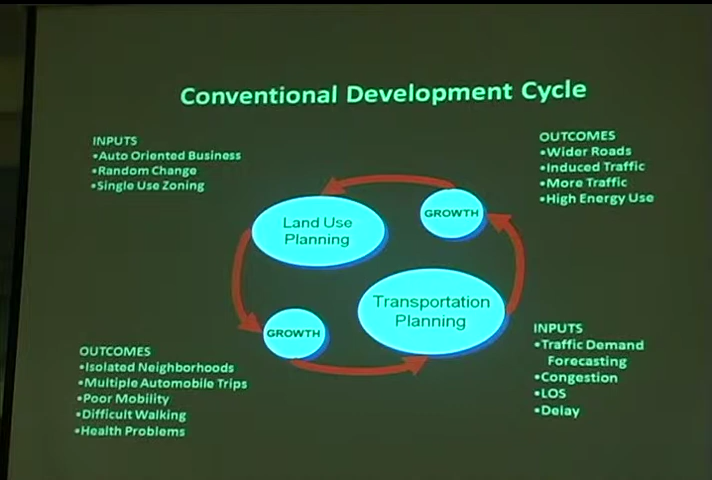 Conventional Development Cycle
INPUTS
•Auto Oriented Business
•Random Change
•Single Use Zoning
OUTCOMES
•Wider Roads
•Induced Traffic
•More Traffic
•High Energy Use
Land Use
Planning
GROWTH
Transportation
Planning
GROWTH
INPUTS
•Traffic Demand
Forecasting
•Congestion
•LOS
•Delay
OUTCOMES
•Isolated Neighborhoods
•Multiple Automobile Trips
•Poor Mobility
•Difficult Walking
•Health Problems